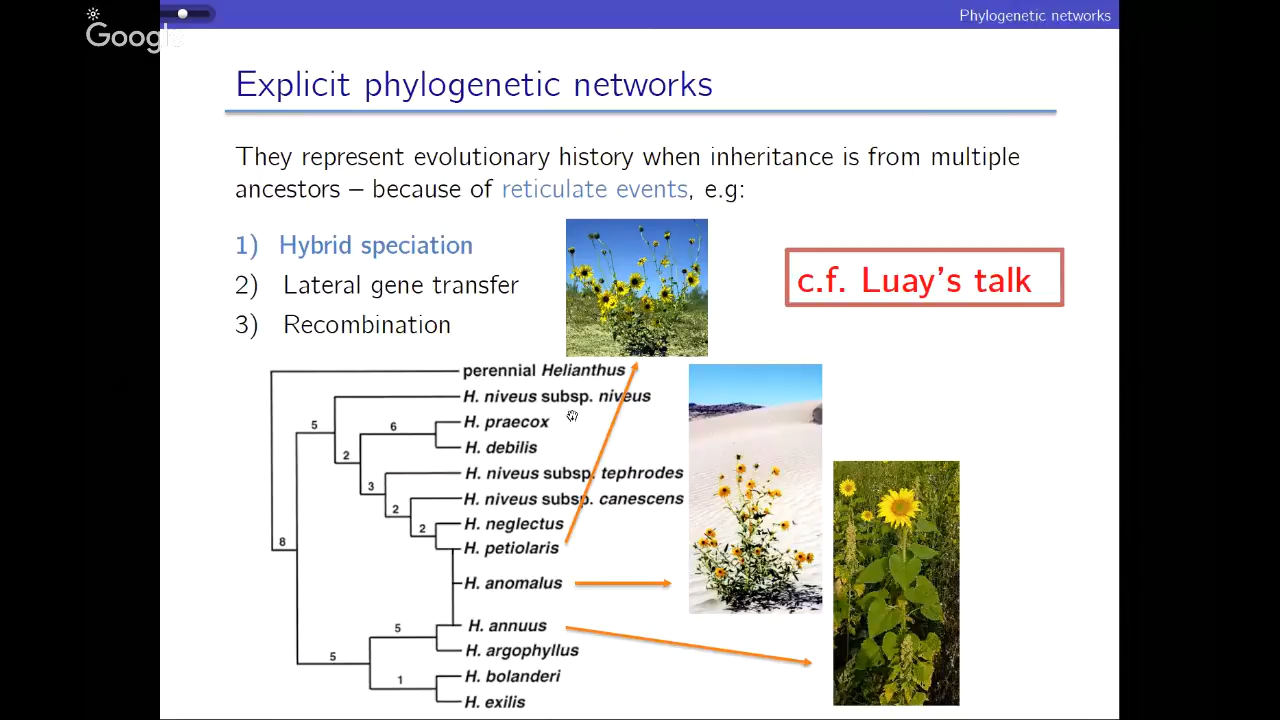 Phylogenetic networks
Google
Explicit phylogenetic networks
They represent evolutionary history when inheritance is from multiple
ancestors – because of reticulate events, e.g:
1) Hybrid speciation
2) Lateral gene transfer
3) Recombination
c.f. Luay's talk
perennial Helianthus
H. niveus subsp. niveus
5
6
H. praecox
2
H. debilis
3
H. niveus subsp. tephrodes
2
H. niveus subsp. canescens
2
H. neglectus
8
H. petiolaris
H. anomalus
5
H. annuus
5
H. argophyllus
1
H. bolanderi
H. exilis